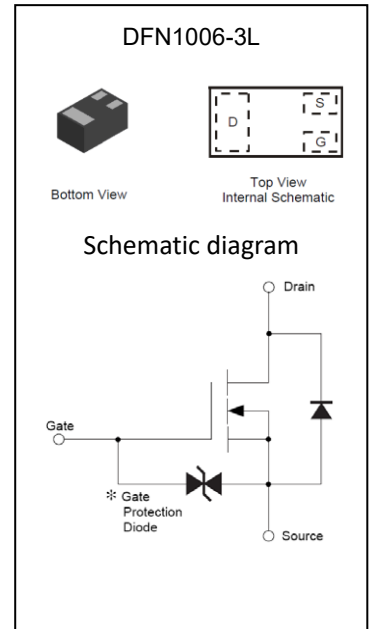 DFN1006-3L
D
S
G
Bottom View
Top View
Internal Schematic
Schematic diagram
Drain
Gate
* Gate
Protection
Diode
Source